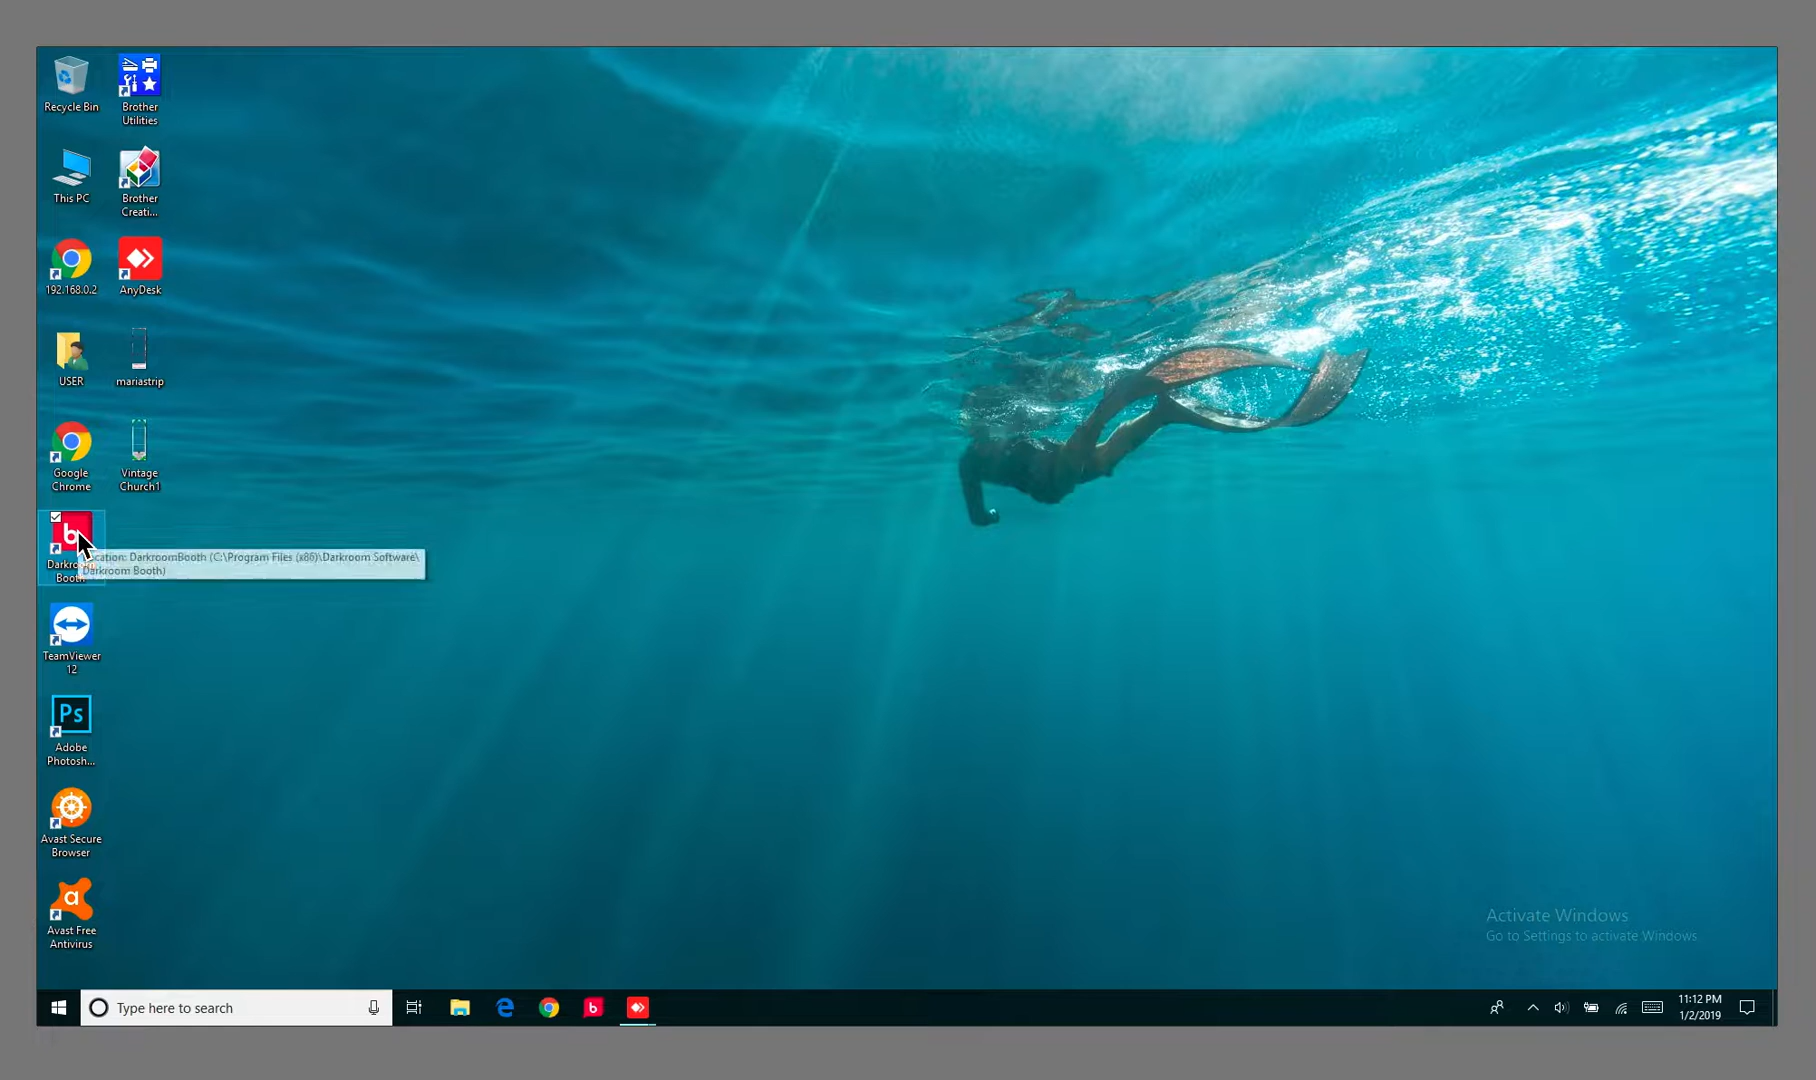 Recycle Bin
Brother
Utilities
This PC
Brother
Creati...
192.168.0.2
AnyDesk
USER
mariastrip
Google
Chrome
Vintage
Church1
b
Location: DarkroomBooth (C:\Program Files (x86)\Darkroom Software\
Darkroom Booth)
Booth
TeamViewer
12
Ps
Adobe
Photosh...
Avast Secure
Browser
a
Avast Free
Antivirus
Activate Windows
Go to Settings to activate Windows
Type here to search
b
11:12 PM
1/2/2019